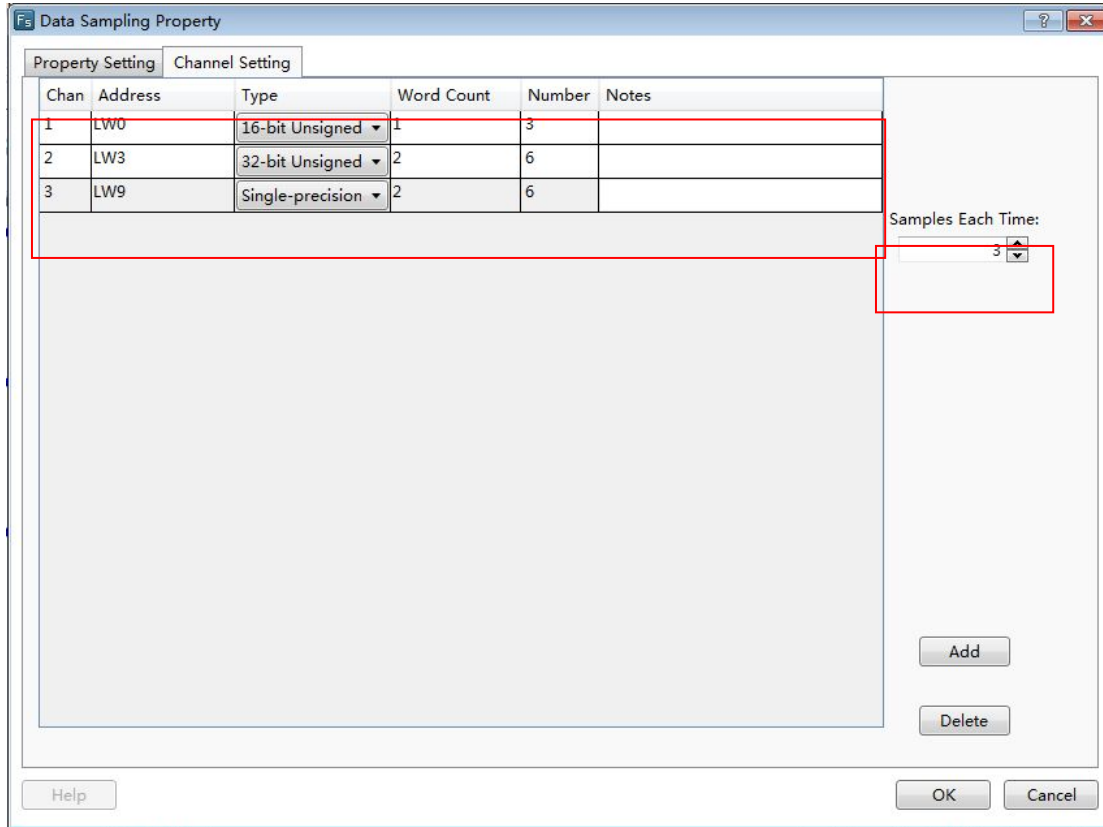 Fs Data Sampling Property
Property Setting Channel Setting
Chan Address Type Word Count Number Notes
1 LW0 16-bit Unsigned 1 3
2 LW3 32-bit Unsigned 2 6
3 LW9 Single-precision 2 6
Samples Each Time:
3
Add
Delete
Help OK Cancel